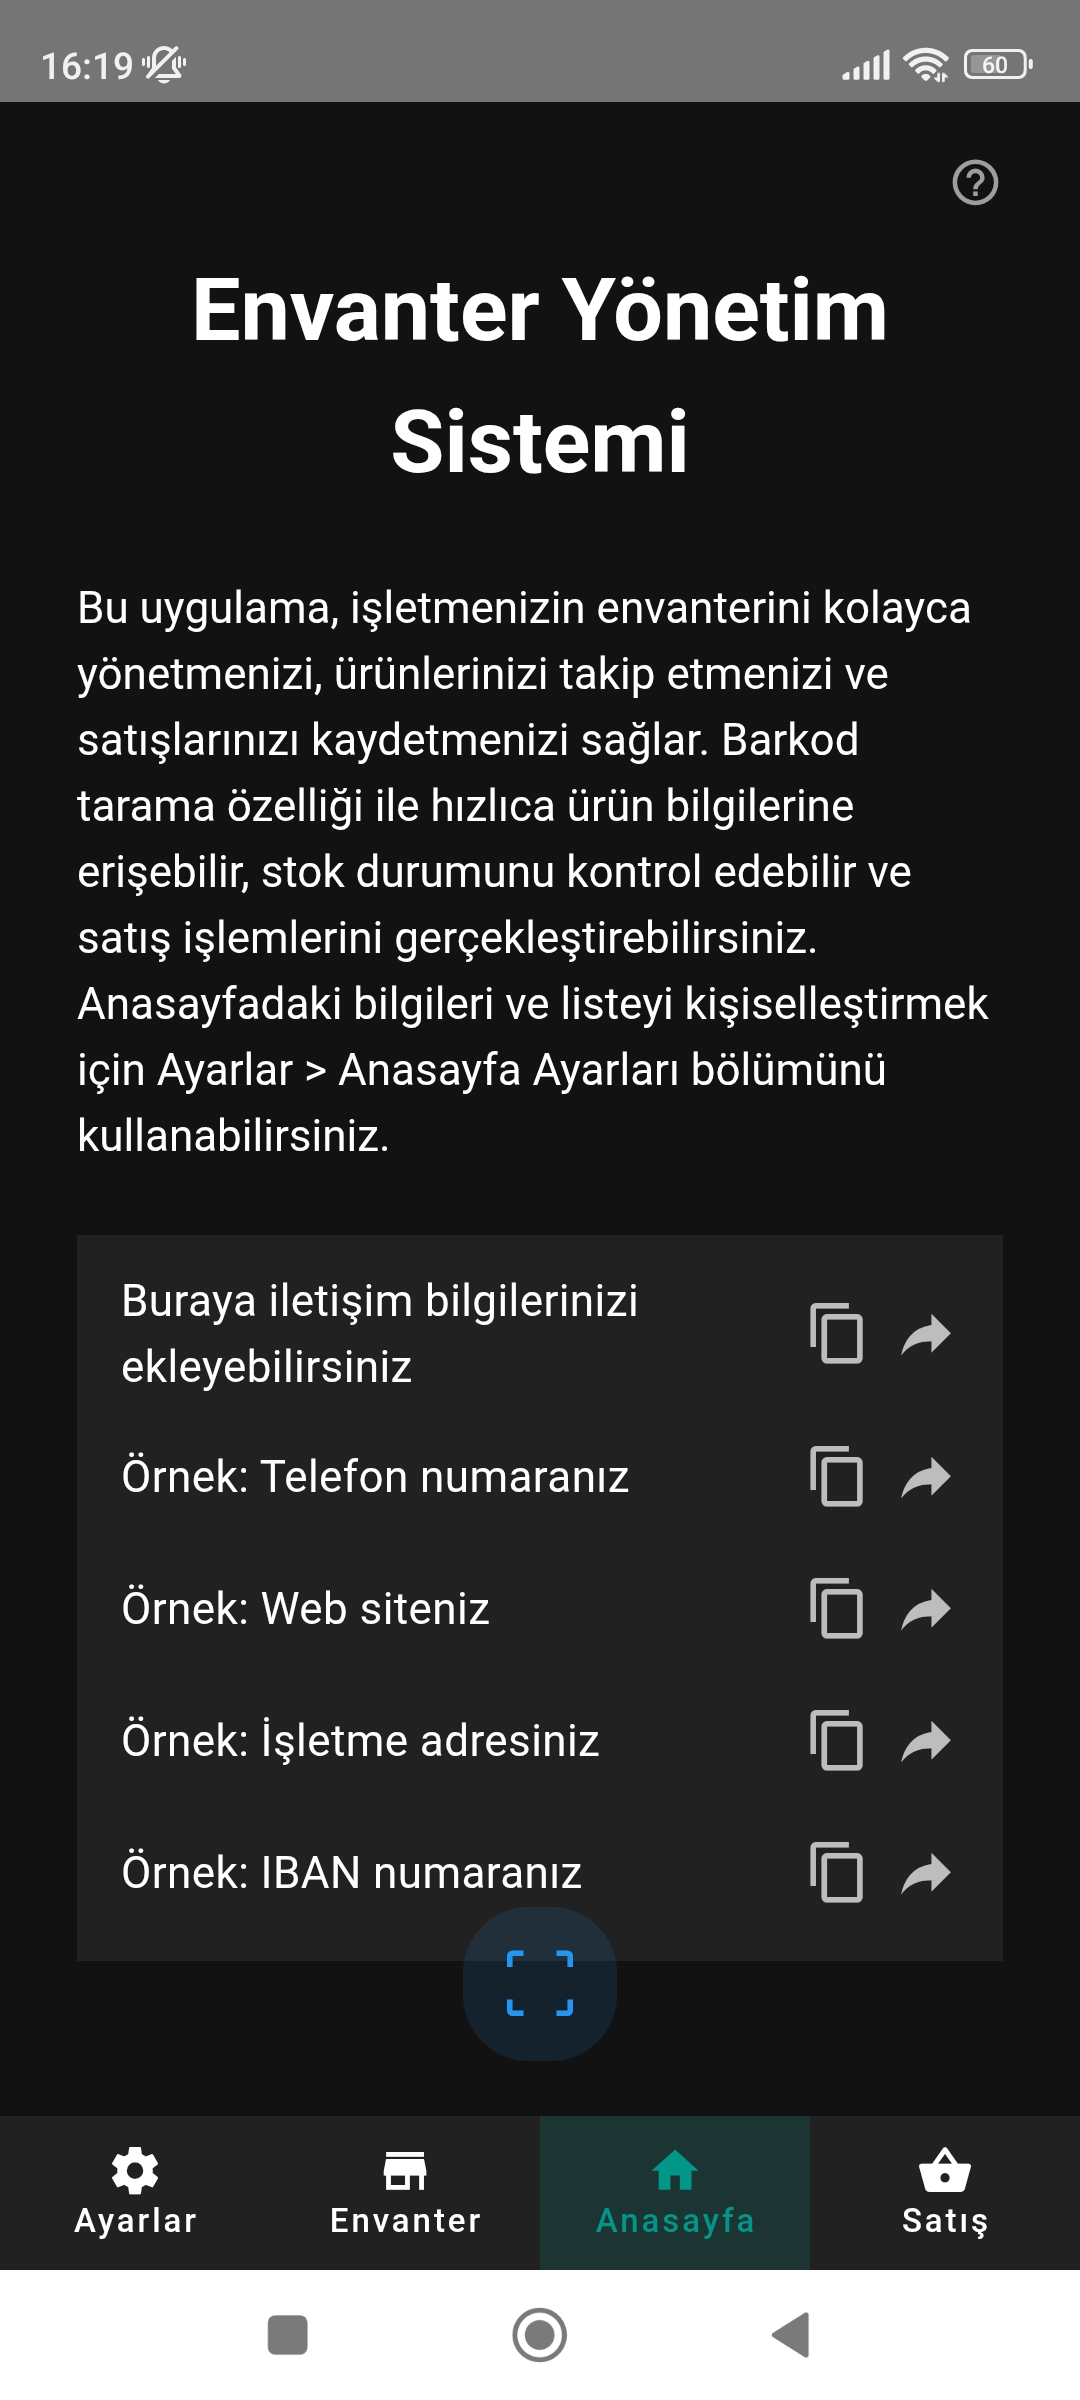 16:19
60
Envanter Yönetim
Sistemi
Bu uygulama, işletmenizin envanterini kolayca
yönetmenizi, ürünlerinizi takip etmenizi ve
satışlarınızı kaydetmenizi sağlar. Barkod
tarama özelliği ile hızlıca ürün bilgilerine
erişebilir, stok durumunu kontrol edebilir ve
satış işlemlerini gerçekleştirebilirsiniz.
Anasayfadaki bilgileri ve listeyi kişiselleştirmek
için Ayarlar > Anasayfa Ayarları bölümünü
kullanabilirsiniz.
Buraya iletişim bilgilerinizi
ekleyebilirsiniz
Örnek: Telefon numaranız
Örnek: Web siteniz
Örnek: İşletme adresiniz
Örnek: IBAN numaranız
Ayarlar
Envanter
Anasayfa
Satış